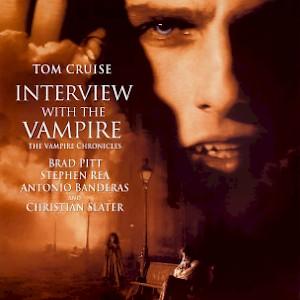 TOM CRUISE
INTERVIEW
WITH THE
VAMPIRE
THE VAMPIRE CHRONICLES
BRAD PITT
STEPHEN REA
ANTONIO BANDERAS
AND
CHRISTIAN SLATER